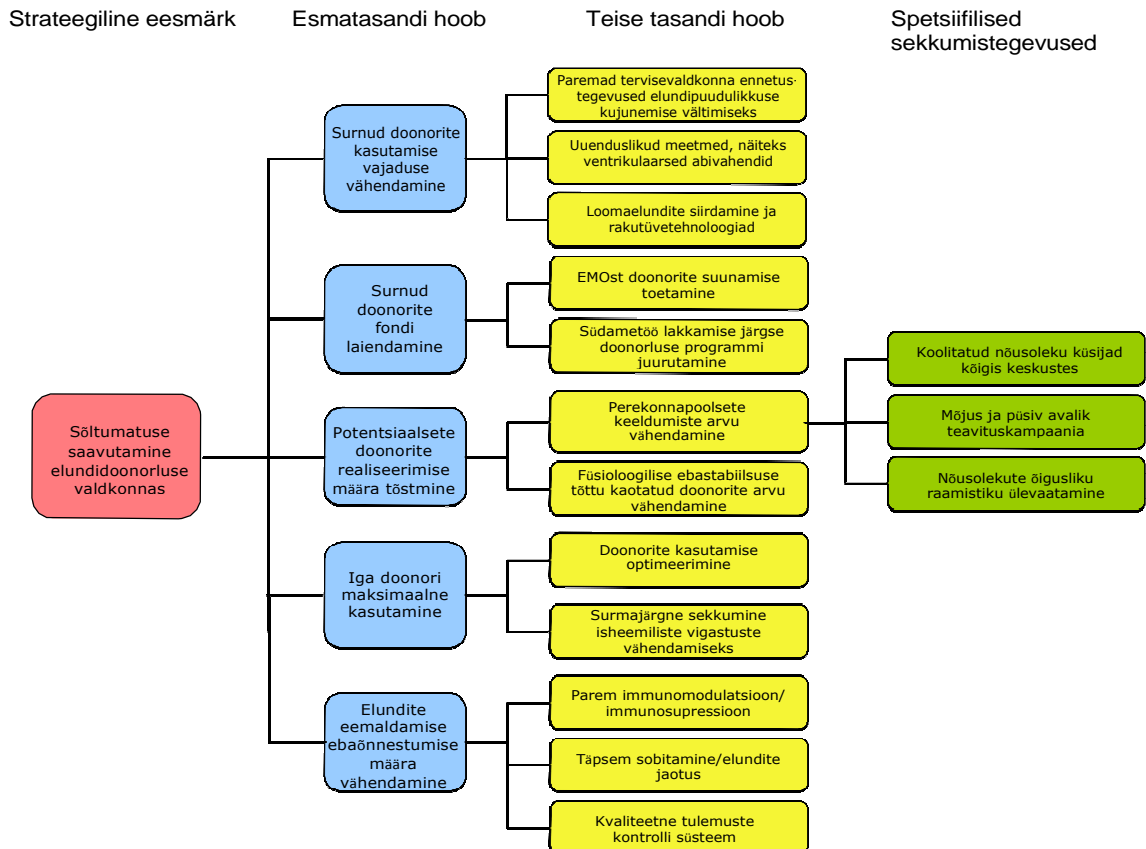 Strateegiline eesmärk
Esmatasandi hoob
Teise tasandi hoob
Spetsiifilised
sekkumistegevused
Sõltumatuse
saavutamine
elundidoonorluse
valdkonnas
Surnud doonorite
kasutamise
vajaduse
vähendamine
Paremad tervisevaldkonna ennetus-
tegevused elundipuudulikkuse
kujunemise vältimiseks
Uuenduslikud meetmed, näiteks
ventrikulaarsed abivahendid
Loomaelundite siirdamine ja
rakutüvetehnoloogiad
Surnud
doonorite
fondi
laiendamine
EMOst doonorite suunamise
toetamine
Südametöö lakkamise järgse
doonorluse programmi
juurutamine
Potentsiaalsete
doonorite
realiseerimise
määra tõstmine
Perekonnapoolsete
keeldumiste arvu
vähendamine
Füsioloogilise ebastabiilsuse
tõttu kaotatud doonorite arvu
vähendamine
Koolitatud nõusoleku küsijad
kõigis keskustes
Mõjus ja püsiv avalik
teavituskampaania
Nõusolekute õigusliku
raamistiku ülevaatamine
Iga doonori
maksimaalne
kasutamine
Doonorite kasutamise
optimeerimine
Surmajärgne sekkumine
isheemiliste vigastuste
vähendamiseks
Elundite
eemaldamise
ebaõnnestumise
määra
vähendamine
Parem immunomodulatsioon/
immunosupressioon
Täpsem sobitamine/elundite
jaotus
Kvaliteetne tulemuste
kontrolli süsteem